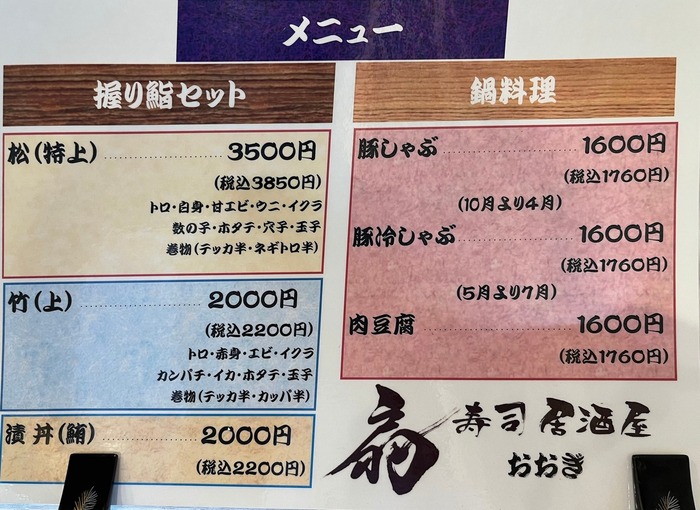 メニュー
握り鮨セット
松(特上)……………3500円
(税込3850円)
トロ・白身・甘エビ・ウニ・イクラ
数の子・ホタテ・穴子・玉子
巻物(テッカ半・ネギトロ半)
竹(上)……………2000円
(税込2200円)
トロ・赤身・エビ・イクラ
カンパチ・イカ・ホタテ・玉子
巻物(テッカ半・カッパ半)
漬丼(鮪)……………2000円
(税込2200円)
鍋料理
豚しゃぶ……………1600円
(税込1760円)
(10月より4月)
豚冷しゃぶ……………1600円
(税込1760円)
(5月より7月)
肉豆腐……………1600円
(税込1760円)
扇 寿司居酒屋
おおぎ